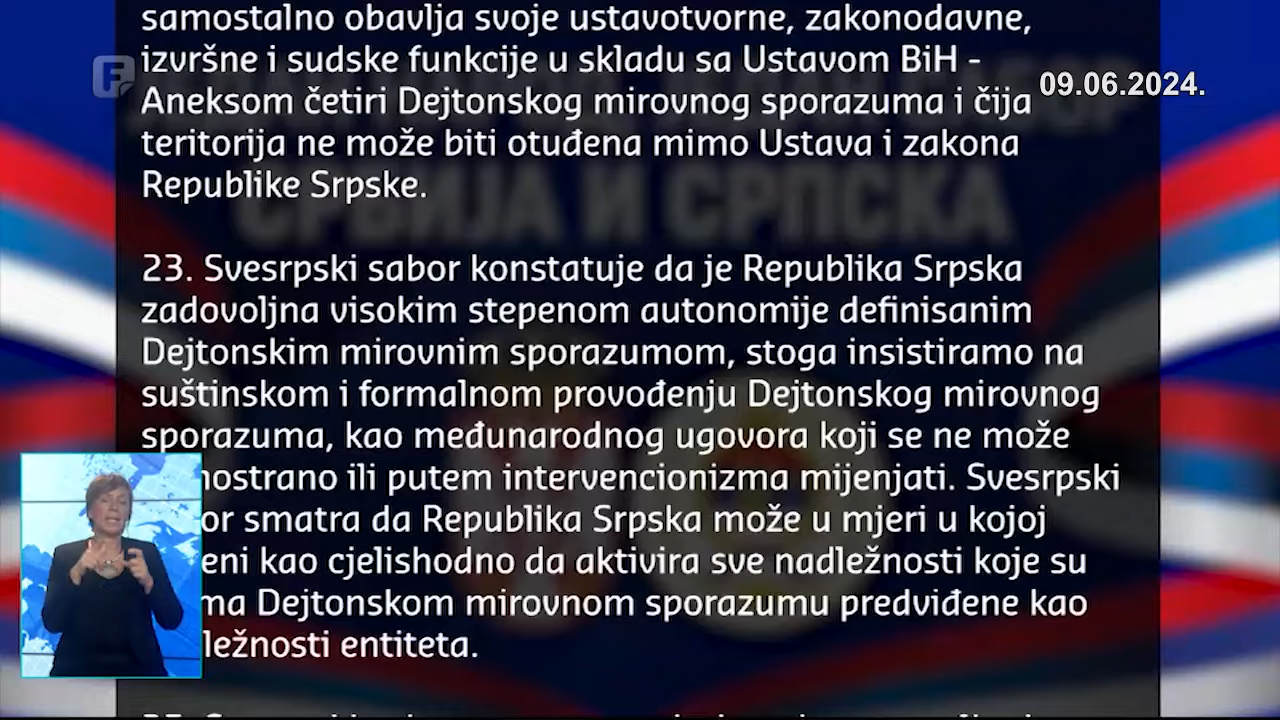 samostalno obavlja svoje ustavotvorne, zakonodavne,
izvršne i sudske funkcije u skladu sa Ustavom BiH -
09.06.2024.
Aneksom četiri Dejtonskog mirovnog sporazuma i čija
teritorija ne može biti otuđena mimo Ustava i zakona
Republike Srpske.
СРБИЈА И СРПСКА
23. Svesrpski sabor konstatuje da je Republika Srpska
zadovoljna visokim stepenom autonomije definisanim
Dejtonskim mirovnim sporazumom, stoga insistiramo na
suštinskom i formalnom provođenju Dejtonskog mirovnog
sporazuma, kao međunarodnog ugovora koji se ne može
nostrano ili putem intervencionizma mijenjati. Svesrpski
or smatra da Republika Srpska može u mjeri u kojoj
eni kao cjelishodno da aktivira sve nadležnosti koje su
ma Dejtonskom mirovnom sporazumu predviđene kao
ležnosti entiteta.